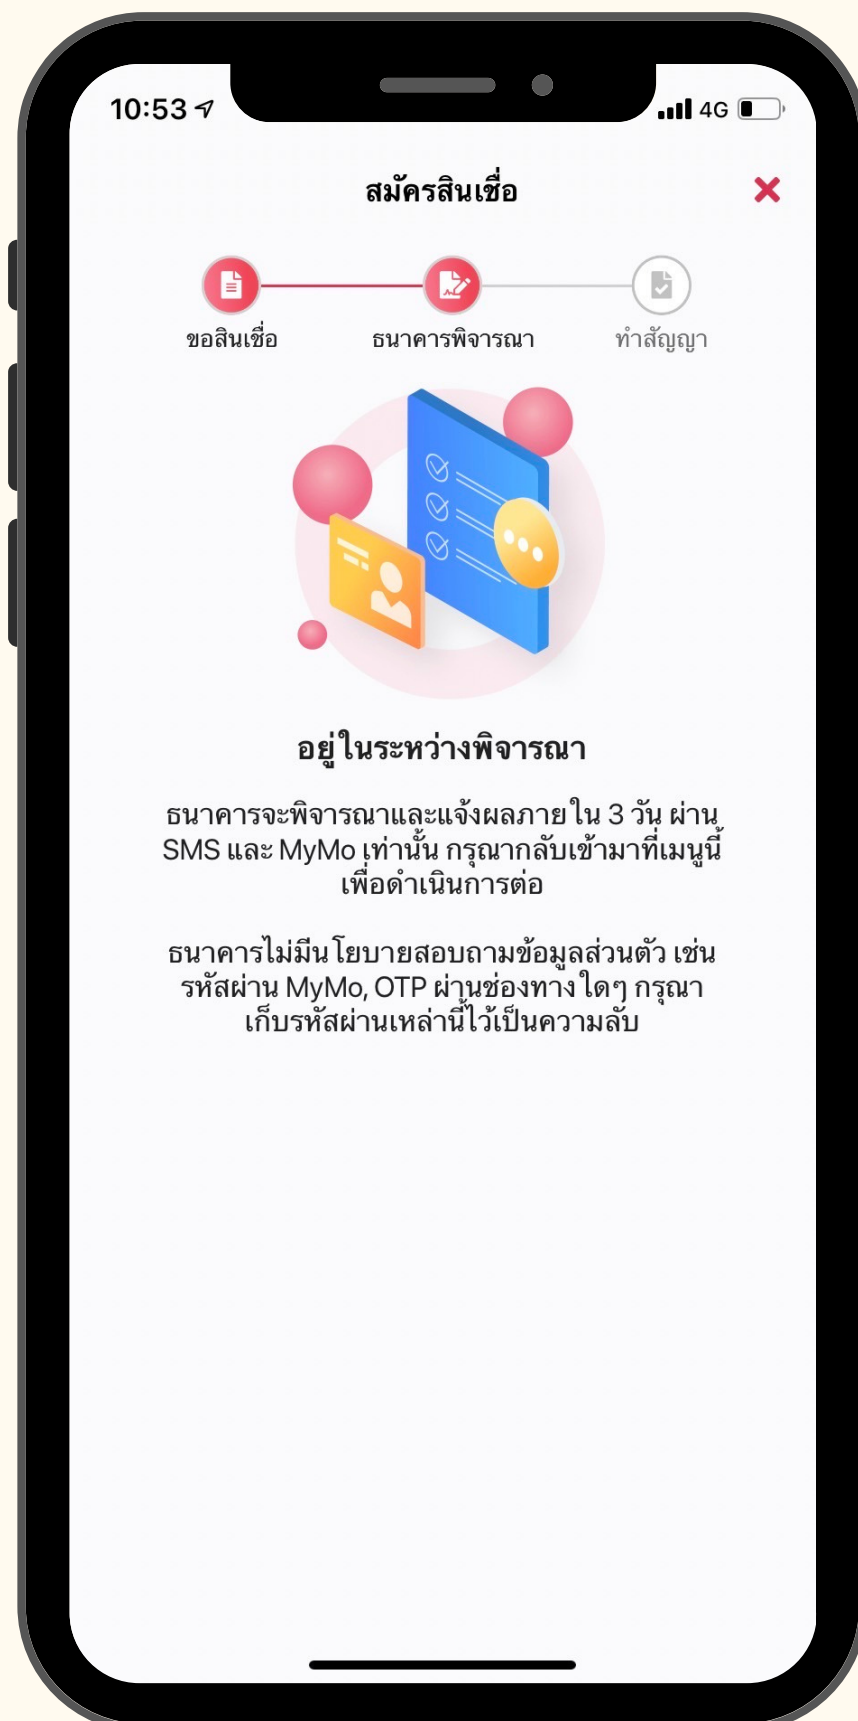 10:53
4G
สมัครสินเชื่อ
ขอสินเชื่อ
ธนาคารพิจารณา
ทำสัญญา
อยู่ในระหว่างพิจารณา
ธนาคารจะพิจารณาและแจ้งผลภายใน 3 วัน ผ่าน
SMS และ MyMo เท่านั้น กรุณากลับเข้ามาที่เมนูนี้
เพื่อดำเนินการต่อ
ธนาคารไม่มีนโยบายสอบถามข้อมูลส่วนตัว เช่น
รหัสผ่าน MyMo, OTP ผ่านช่องทางใดๆ กรุณา
เก็บรหัสผ่านเหล่านี้ไว้เป็นความลับ